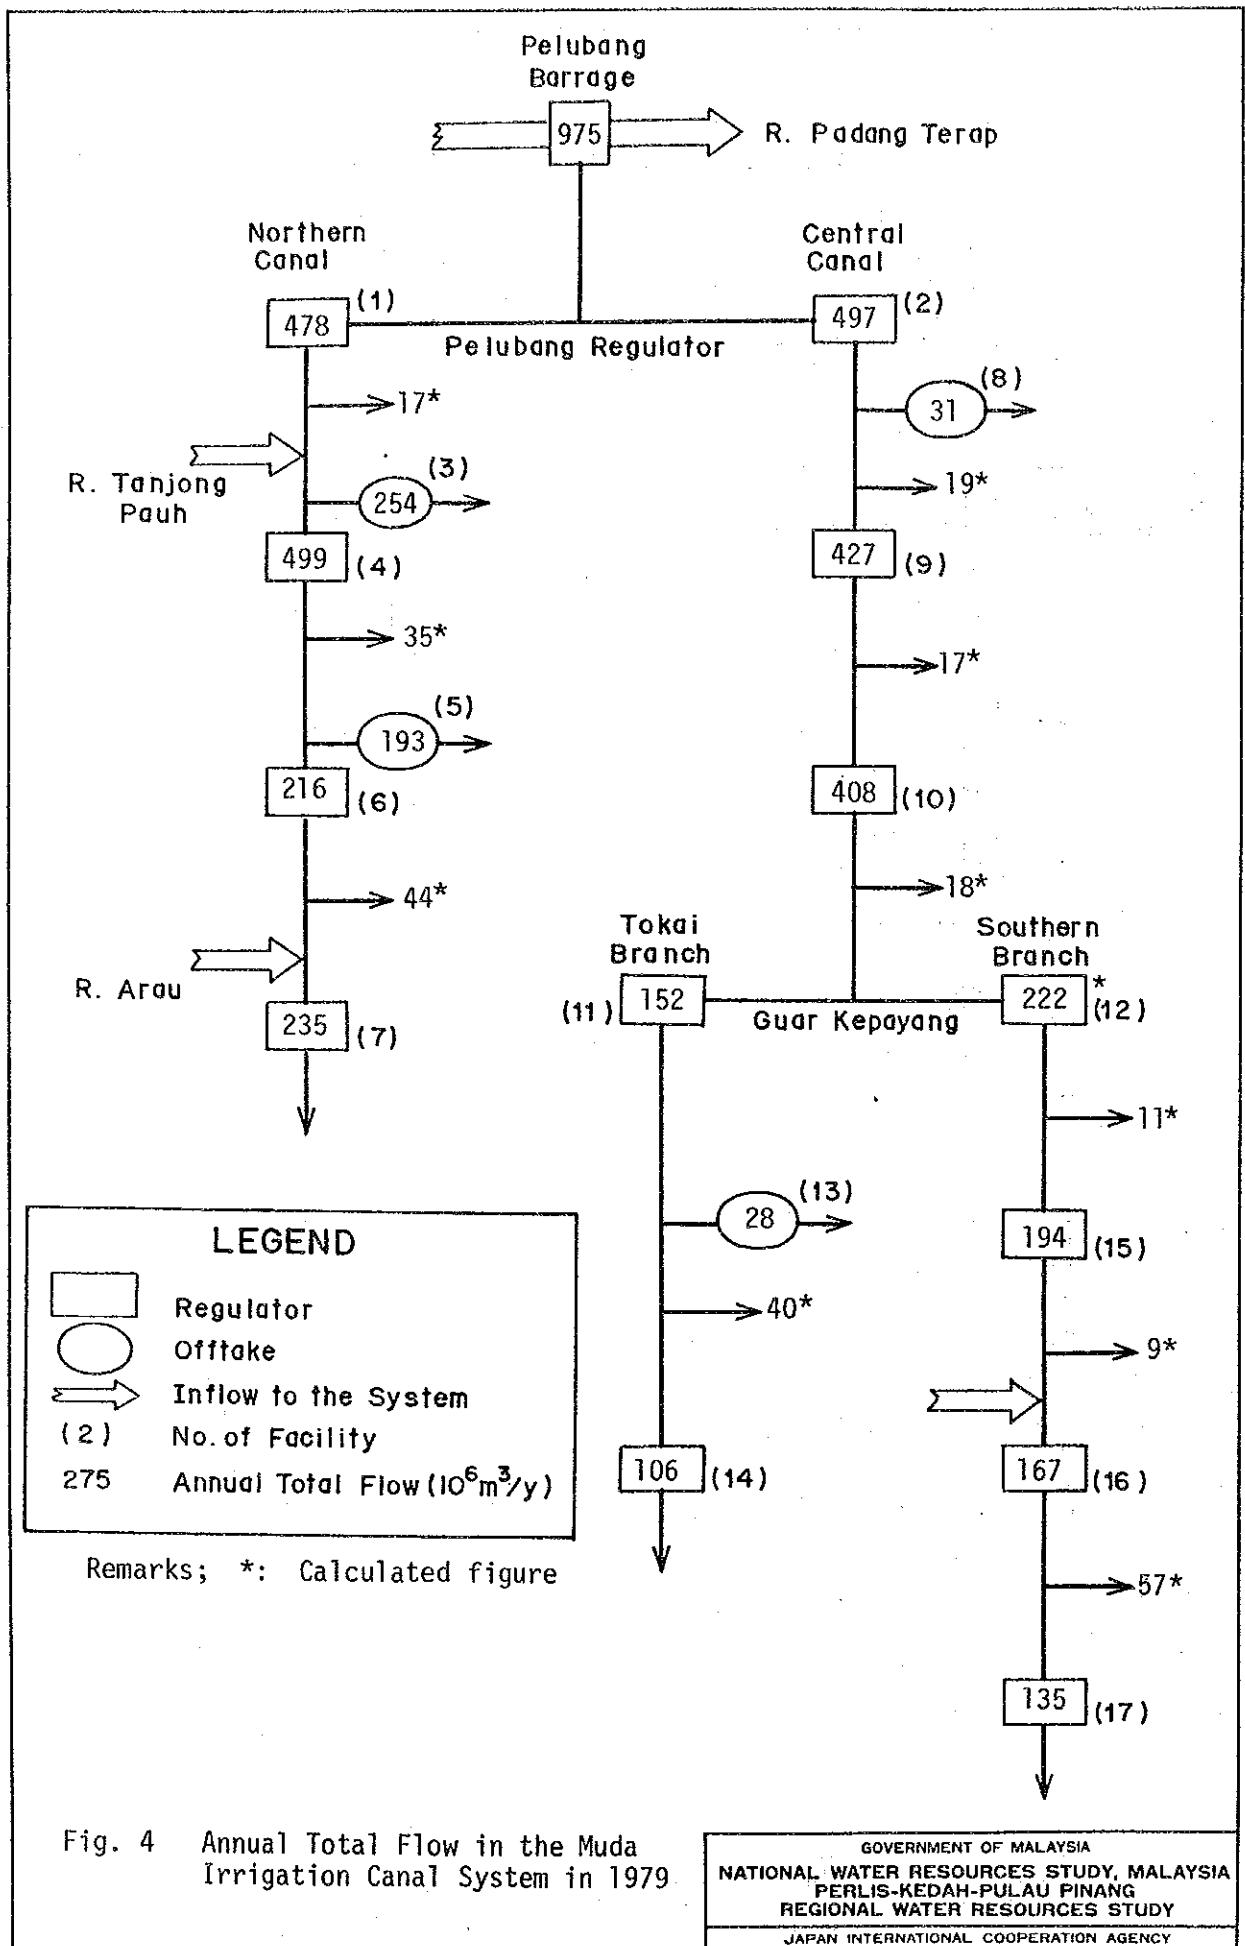 Pelubang
Barrage
975
R. Padang Terap
Northern
Canal
Central
Canal
478
(1)
497
(2)
Pelubang Regulator
17*
31
(8)
R. Tanjong
Pauh
254
(3)
19*
499
(4)
427
(9)
35*
17*
193
(5)
216
(6)
408
(10)
44*
18*
R. Arau
Tokai
Branch
Southern
Branch
235
(7)
(11)
152
Guar Kepayang
222
*
(12)
11*
28
(13)
194
(15)
40*
9*
106
(14)
167
(16)
57*
135
(17)
LEGEND
Regulator
Offtake
Inflow to the System
(2) No. of Facility
275 Annual Total Flow (10⁶m³/y)
Remarks; *: Calculated figure
Fig. 4 Annual Total Flow in the Muda
Irrigation Canal System in 1979
GOVERNMENT OF MALAYSIA
NATIONAL WATER RESOURCES STUDY, MALAYSIA
PERLIS-KEDAH-PULAU PINANG
REGIONAL WATER RESOURCES STUDY
JAPAN INTERNATIONAL COOPERATION AGENCY